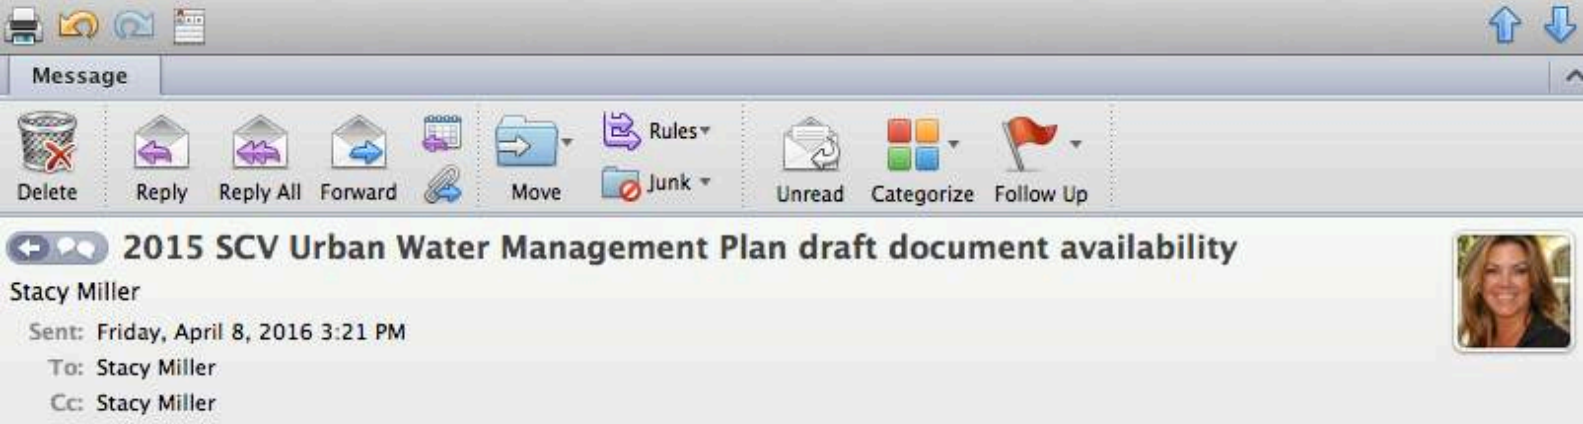 Message
Delete Reply Reply All Forward Move Rules Junk Unread Categorize Follow Up
2015 SCV Urban Water Management Plan draft document availability
Stacy Miller
Sent: Friday, April 8, 2016 3:21 PM
To: Stacy Miller
Cc: Stacy Miller